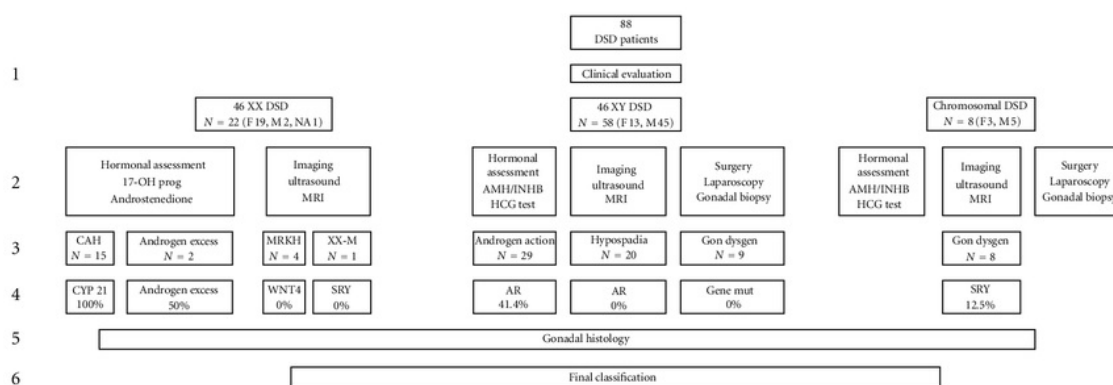 88
DSD patients
1
Clinical evaluation
46 XX DSD
N = 22 (F 19, M 2, NA 1)
46 XY DSD
N = 58 (F 13, M 45)
Chromosomal DSD
N = 8 (F3, M 5)
2
Hormonal assessment
17-OH prog
Androstenedione
Imaging
ultrasound
MRI
Hormonal
assessment
AMH/INHB
HCG test
Imaging
ultrasound
MRI
Surgery
Laparoscopy
Gonadal biopsy
Hormonal
assessment
AMH/INHB
HCG test
Imaging
ultrasound
MRI
Surgery
Laparoscopy
Gonadal biopsy
3
CAH
N = 15
Androgen excess
N = 2
MRKH
N = 4
XX-M
N = 1
Androgen action
N = 29
Hypospadia
N = 20
Gon dysgen
N = 9
Gon dysgen
N = 8
4
CYP 21
100%
Androgen excess
50%
WNT4
0%
SRY
0%
AR
41.4%
AR
0%
Gene mut
0%
SRY
12.5%
5
Gonadal histology
6
Final classification